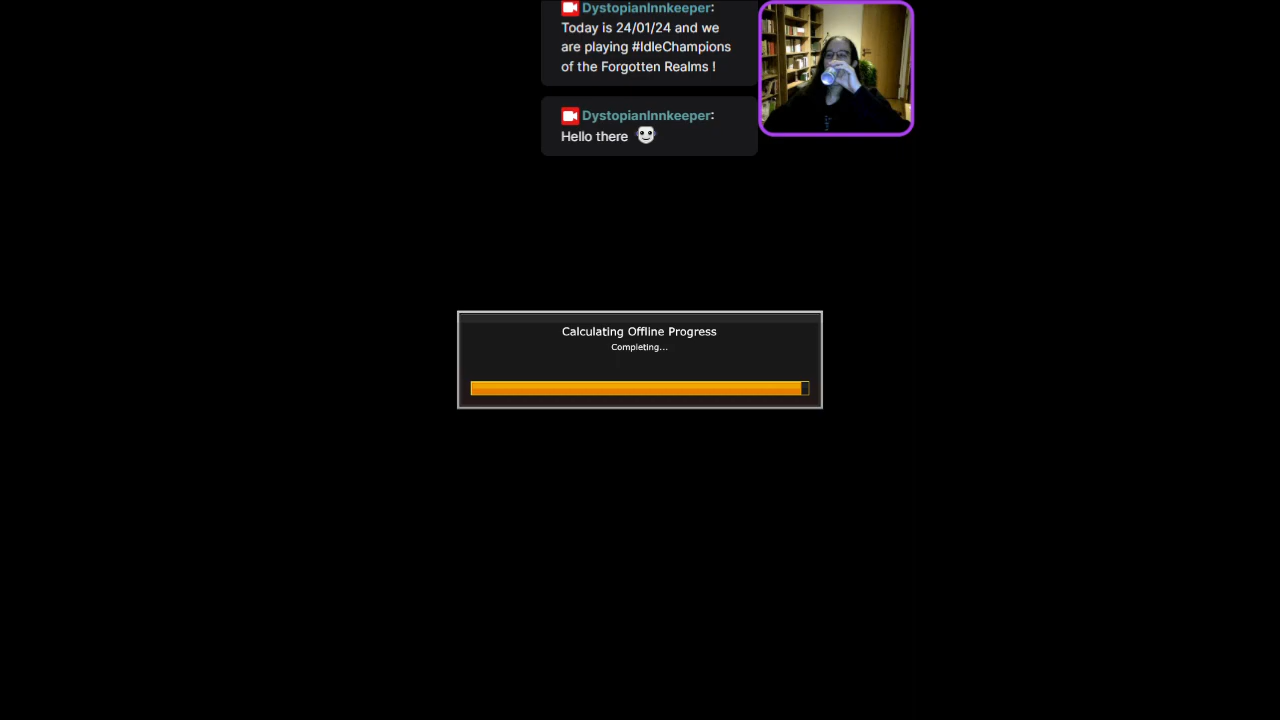 DystopianInnkeeper:
Today is 24/01/24 and we
are playing #IdleChampions
of the Forgotten Realms !
DystopianInnkeeper:
Hello there
Calculating Offline Progress
Completing...